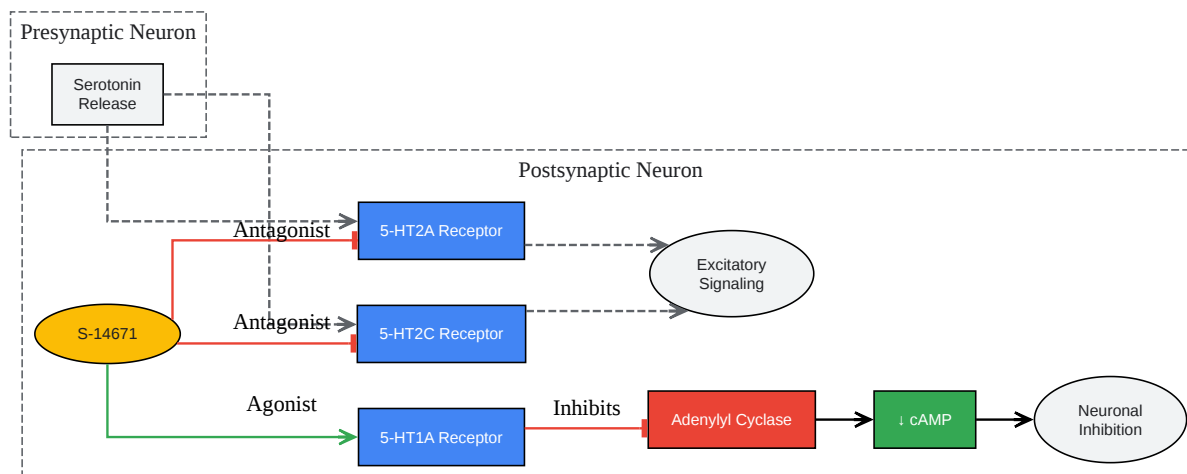 Presynaptic Neuron
Serotonin
Release
Postsynaptic Neuron
Antagonist
5-HT2A Receptor
Excitatory
Signaling
S-14671
Antagonist
5-HT2C Receptor
Agonist
5-HT1A Receptor
Inhibits
Adenylyl Cyclase
↓ cAMP
Neuronal
Inhibition